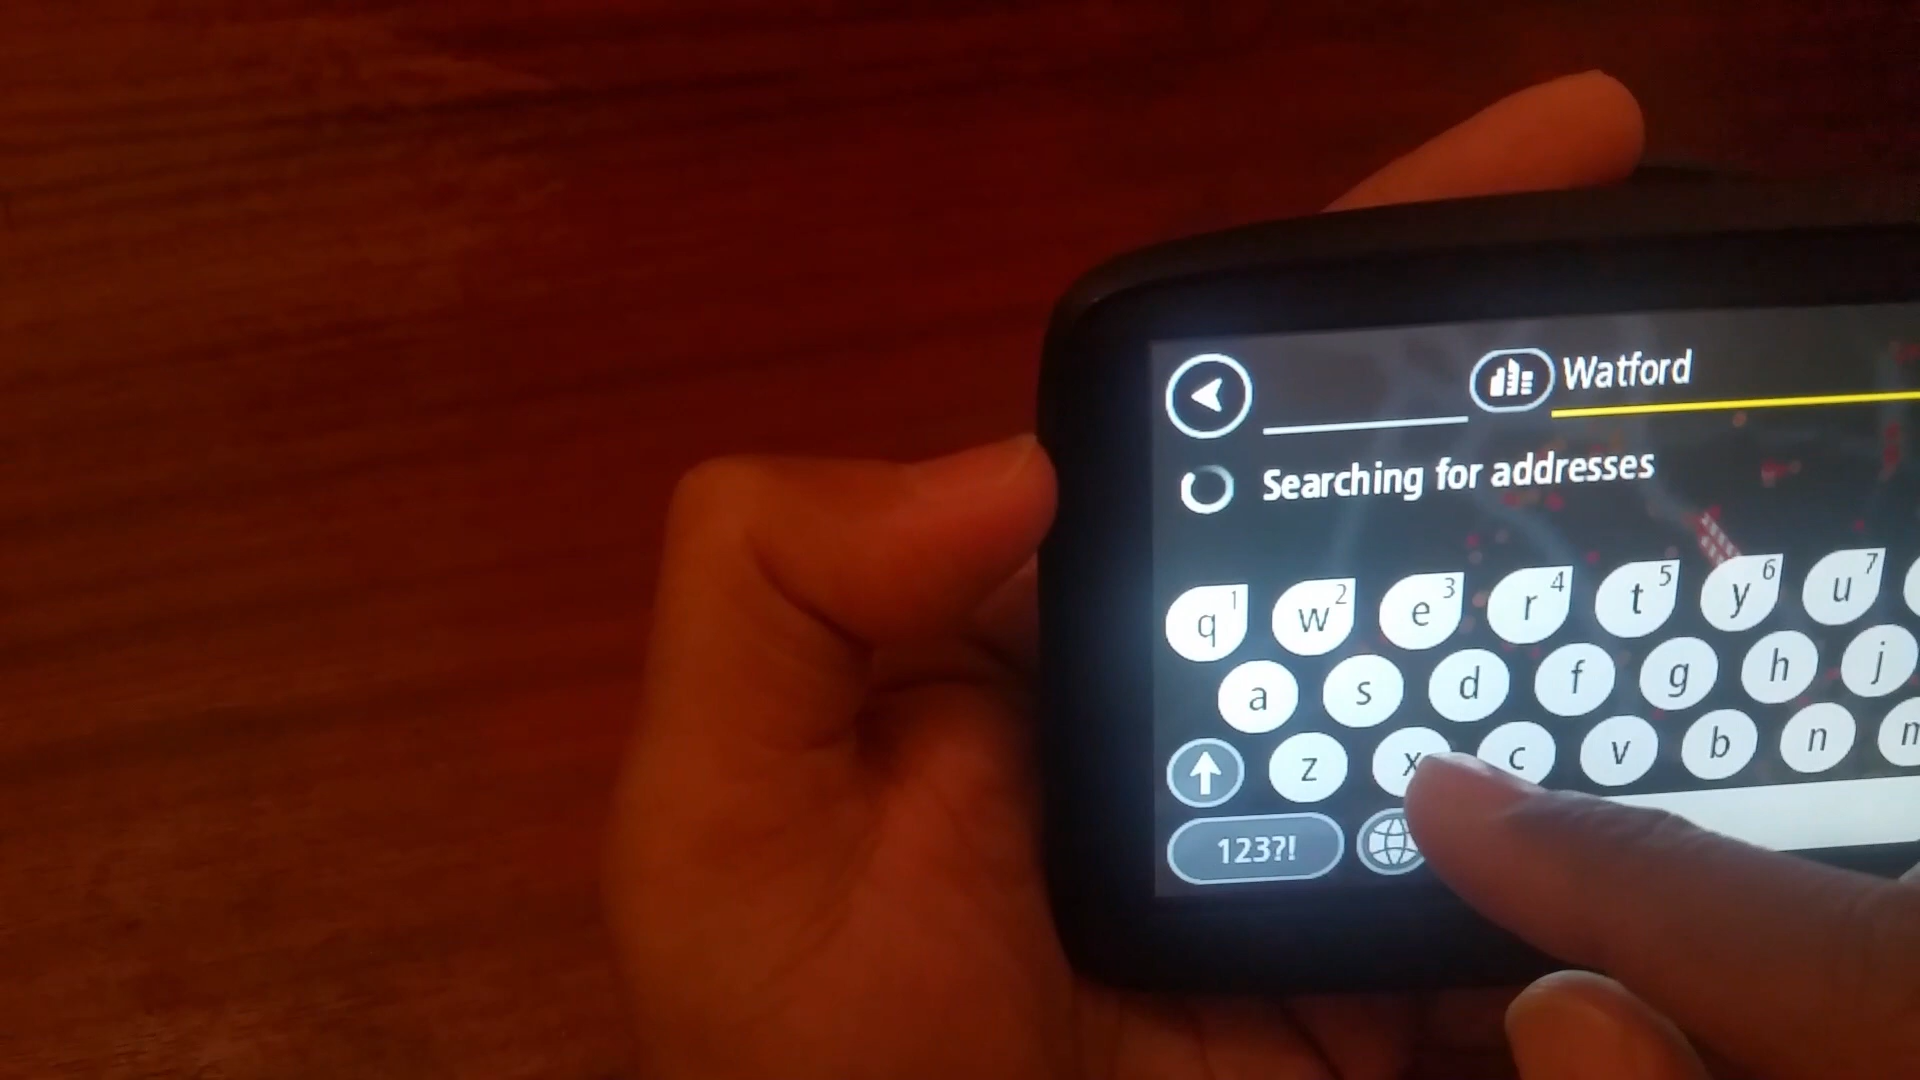 Watford
Searching for addresses
q1 w2 e3 r4 t5 y6 u7
a s d f g h j
z x c v b n
123?!